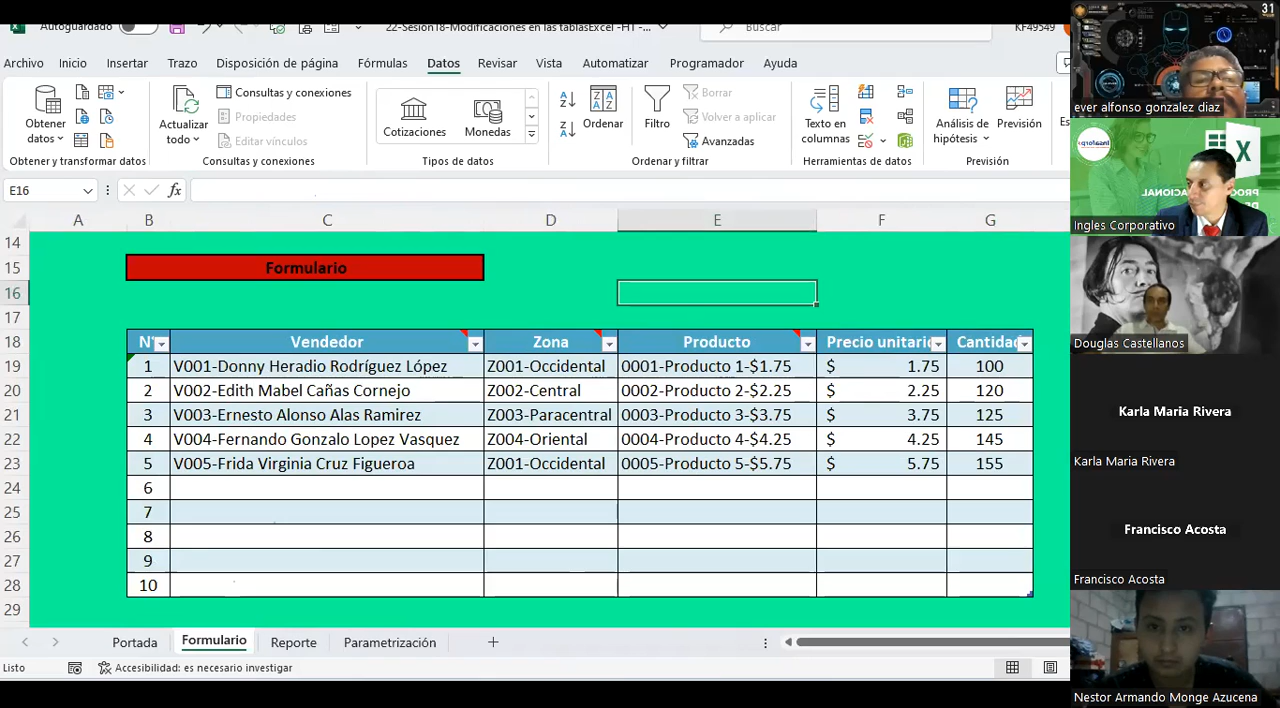 Autoguardado
22-Sesion18-Modificaciones en las tablasExcel -HT -...
Buscar
KF49549
Archivo Inicio Insertar Trazo Disposición de página Fórmulas Datos Revisar Vista Automatizar Programador Ayuda
Obtener datos
Actualizar todo
Consultas y conexiones
Propiedades
Editar vínculos
Cotizaciones
Monedas
Ordenar
Filtro
Borrar
Volver a aplicar
Avanzadas
Texto en columnas
Análisis de hipótesis
Previsión
Obtener y transformar datos Consultas y conexiones Tipos de datos Ordenar y filtrar Herramientas de datos Previsión
E16
fx
A B C D E F G
14
15 Formulario
16
17
18 Vendedor Zona Producto Precio unitari Cantidad
19 1 V001-Donny Heradio Rodríguez López Z001-Occidental 0001-Producto 1-$1.75 $ 1.75 100
20 2 V002-Edith Mabel Cañas Cornejo Z002-Central 0002-Producto 2-$2.25 $ 2.25 120
21 3 V003-Ernesto Alonso Alas Ramirez Z003-Paracentral 0003-Producto 3-$3.75 $ 3.75 125
22 4 V004-Fernando Gonzalo Lopez Vasquez Z004-Oriental 0004-Producto 4-$4.25 $ 4.25 145
23 5 V005-Frida Virginia Cruz Figueroa Z001-Occidental 0005-Producto 5-$5.75 $ 5.75 155
24 6
25 7
26 8
27 9
28 10
29
Portada Formulario Reporte Parametrización
Listo
Accesibilidad: es necesario investigar
31
ever alfonso gonzalez diaz
Ingles Corporativo
Douglas Castellanos
Karla Maria Rivera
Karla Maria Rivera
Francisco Acosta
Francisco Acosta
Nestor Armando Monge Azucena